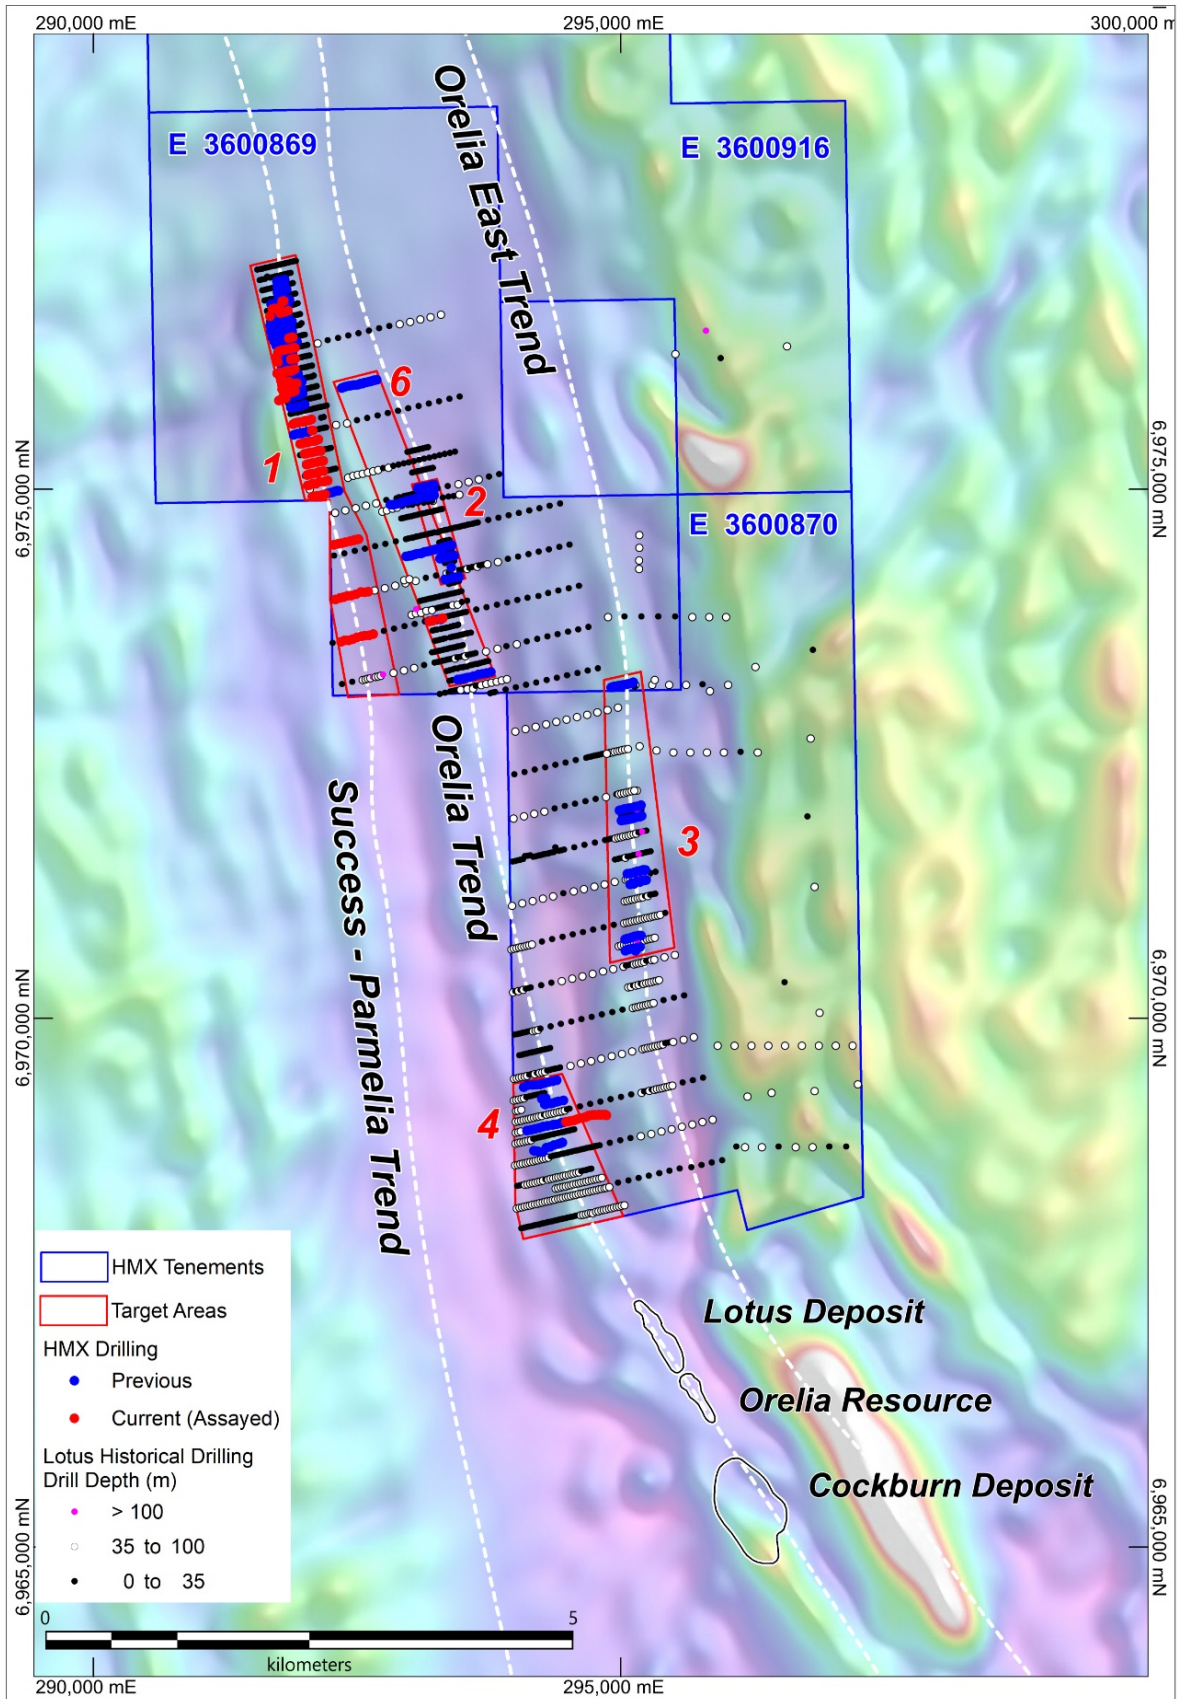 290,000 mE
295,000 mE
300,000 m
E 3600869
E 3600916
Orelia East Trend
6
1
2
6,975,000 mN
6,975,000 mN
E 3600870
Orelia Trend
Success - Parmelia Trend
3
6,970,000 mN
6,970,000 mN
4
Lotus Deposit
Orelia Resource
Cockburn Deposit
HMX Tenements
Target Areas
HMX Drilling
Previous
Current (Assayed)
Lotus Historical Drilling
Drill Depth (m)
> 100
35 to 100
0 to 35
6,965,000 mN
6,965,000 mN
0
5
kilometers
290,000 mE
295,000 mE